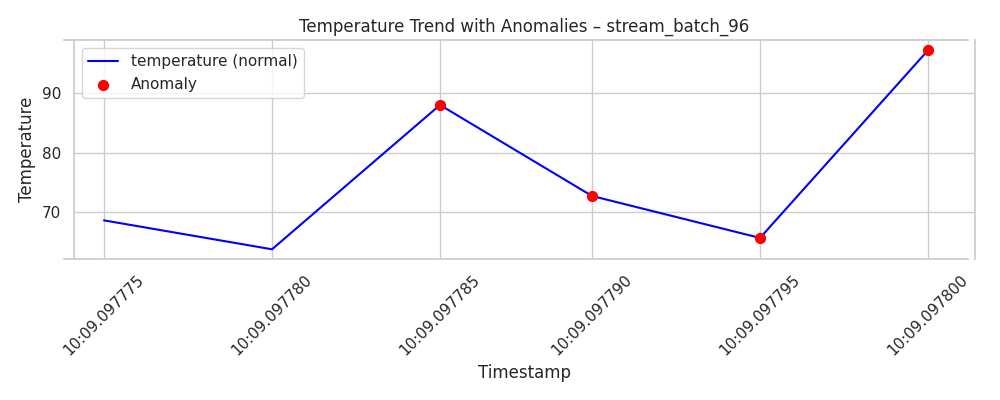 Temperature Trend with Anomalies – stream_batch_96
temperature (normal)
Anomaly
Temperature
90
80
70
10:09.097775
10:09.097780
10:09.097785
10:09.097790
10:09.097795
10:09.097800
Timestamp